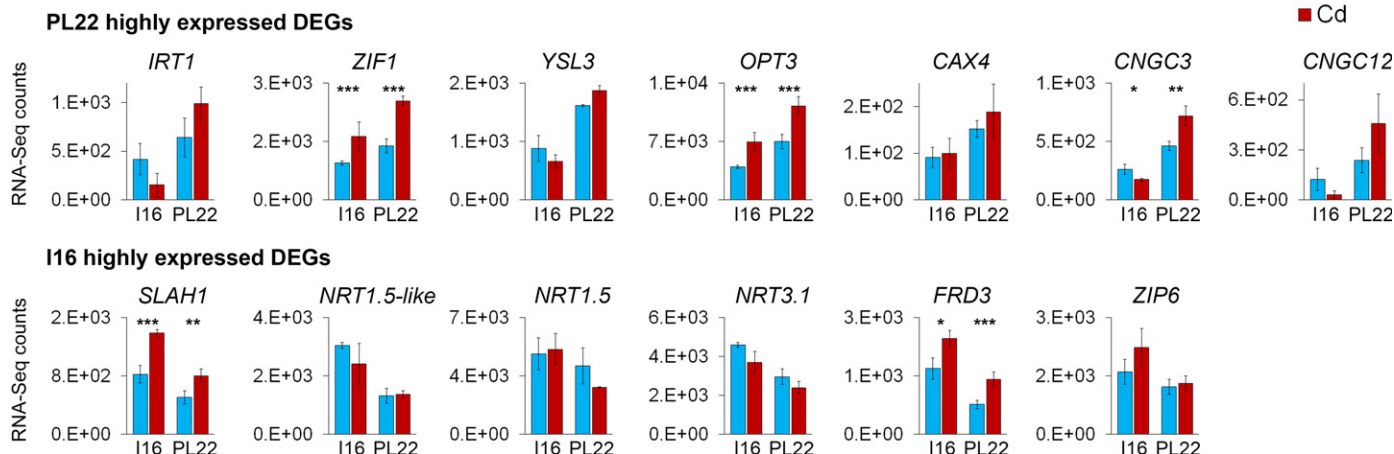 Cd
PL22 highly expressed DEGs
IRT1 ZIF1 YSL3 OPT3 CAX4 CNGC3 CNGC12
RNA-Seq counts
1.E+03
5.E+02
0.E+00
I16 PL22
3.E+03
2.E+03
0.E+00
*** ***
I16 PL22
2.E+03
1.E+03
0.E+00
I16 PL22
1.E+04
7.E+03
0.E+00
*** ***
I16 PL22
2.E+02
1.E+02
0.E+00
I16 PL22
1.E+03
5.E+02
0.E+00
* **
I16 PL22
6.E+02
3.E+02
0.E+00
I16 PL22
I16 highly expressed DEGs
SLAH1 NRT1.5-like NRT1.5 NRT3.1 FRD3 ZIP6
RNA-Seq counts
2.E+03
8.E+02
0.E+00
*** **
I16 PL22
4.E+03
2.E+03
0.E+00
I16 PL22
7.E+03
4.E+03
0.E+00
I16 PL22
6.E+03
4.E+03
2.E+03
0.E+00
I16 PL22
3.E+03
1.E+03
0.E+00
* ***
I16 PL22
3.E+03
2.E+03
0.E+00
I16 PL22